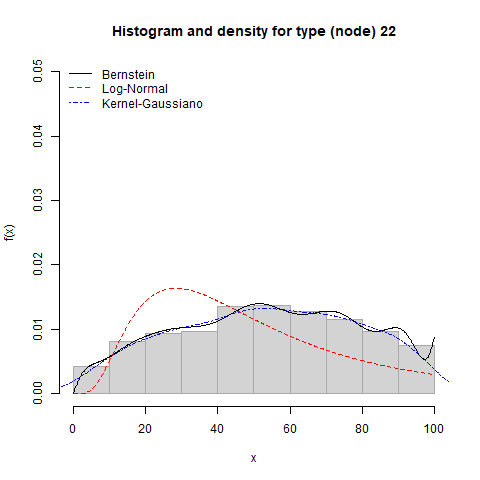 Histogram and density for type (node) 22
Bernstein
Log-Normal
Kernel-Gaussiano
f(x)
0.05
0.04
0.03
0.02
0.01
0.00
0 20 40 60 80 100
x